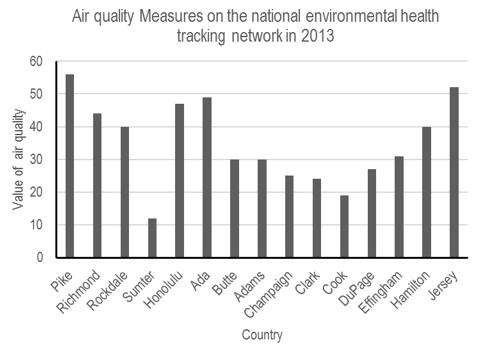 Air quality Measures on the national environmental health
tracking network in 2013
Value of air quality
60
50
40
30
20
10
0
Pike
Richmond
Rockdale
Sumter
Honolulu
Ada
Butte
Adams
Champaign
Clark
Cook
DuPage
Effingham
Hamilton
Jersey
Country